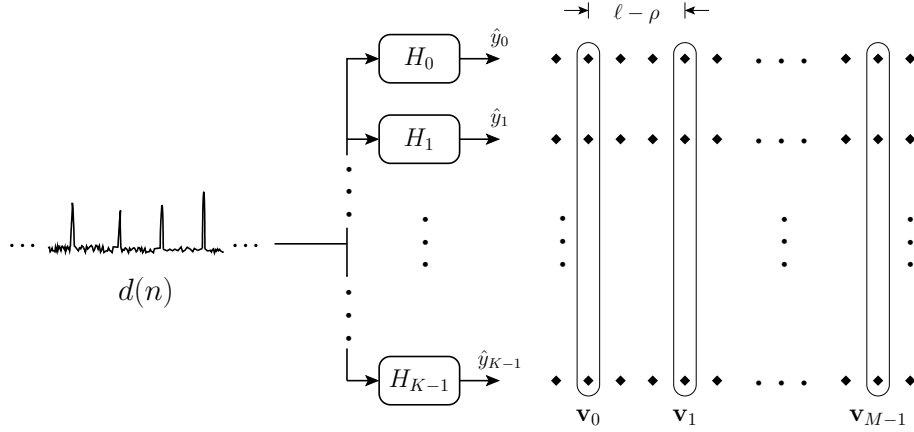 ℓ − ρ
H₀
ŷ₀
H₁
ŷ₁
d(n)
H_{K−1}
ŷ_{K−1}
v₀
v₁
v_{M−1}